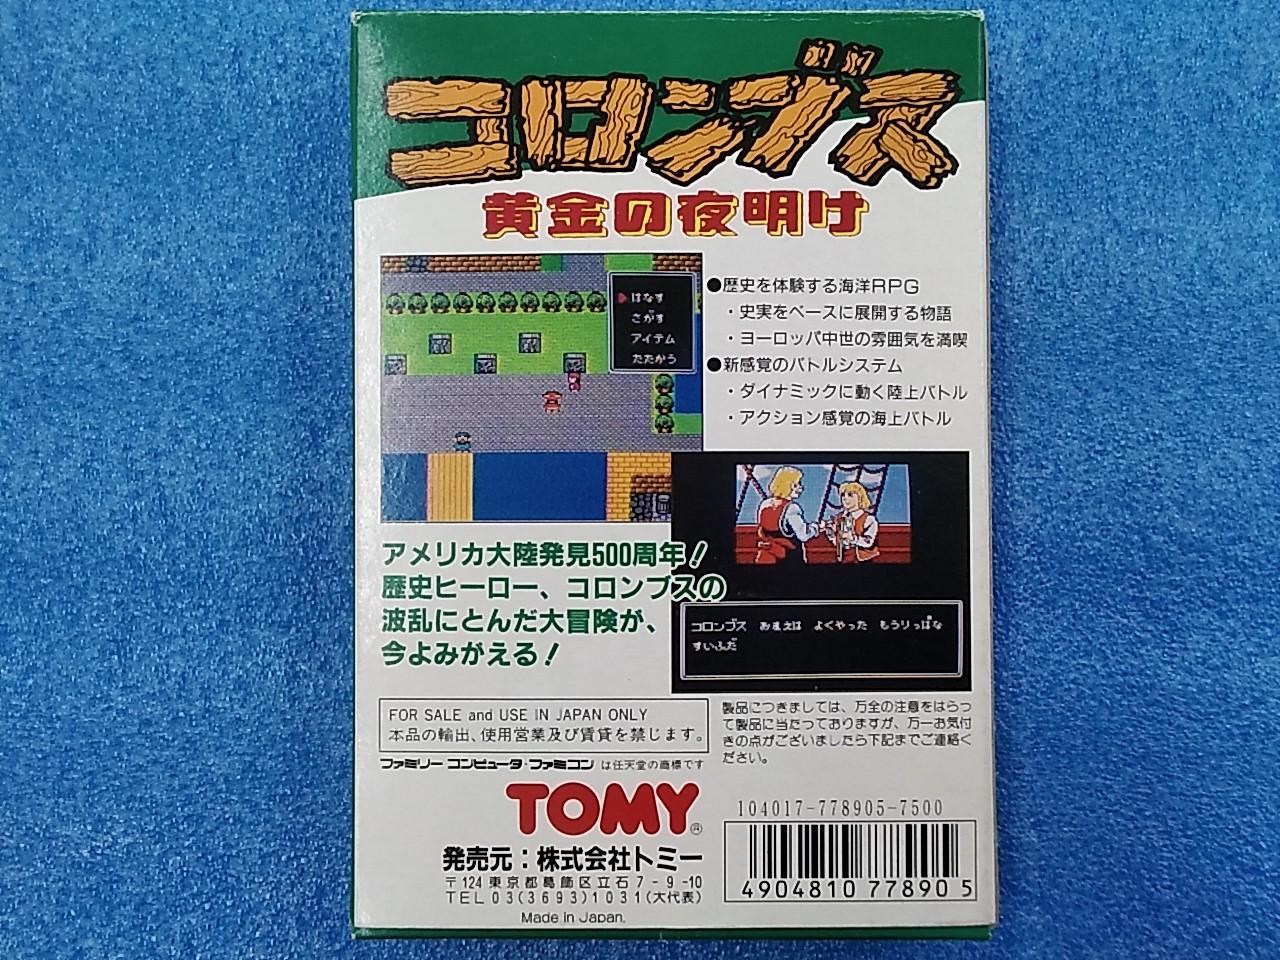 コロンブス
黄金の夜明け
はなす
さがす
アイテム
たたかう
●歴史を体験する海洋RPG
・史実をベースに展開する物語
・ヨーロッパ中世の雰囲気を満喫
●新感覚のバトルシステム
・ダイナミックに動く陸上バトル
・アクション感覚の海上バトル
アメリカ大陸発見500周年!
歴史ヒーロー、コロンブスの
波乱にとんだ大冒険が、
今よみがえる!
コロンブス おまえは よくやった もうりっぱな
すいふだ
FOR SALE and USE IN JAPAN ONLY
本品の輸出、使用営業及び賃貸を禁じます。
ファミリーコンピュータ・ファミコン は任天堂の商標です
製品につきましては、万全の注意をはらっ
て製品に当たっておりますが、万一お気付
きの点がございましたら下記までご連絡く
ださい。
TOMY®
発売元:株式会社トミー
〒124 東京都葛飾区立石7-9-10
TEL 03(3693)1031(大代表)
Made in Japan.
104017-778905-7500
4904810778905